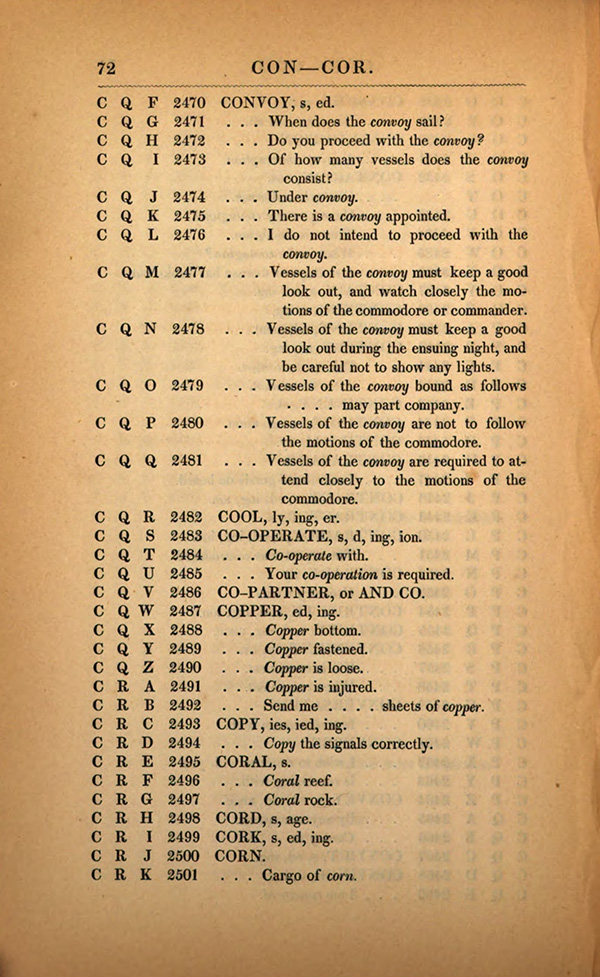 72 CON—COR.
C Q F 2470 CONVOY, s, ed.
C Q G 2471 . . . When does the convoy sail?
C Q H 2472 . . . Do you proceed with the convoy?
C Q I 2473 . . . Of how many vessels does the convoy
consist?
C Q J 2474 . . . Under convoy.
C Q K 2475 . . . There is a convoy appointed.
C Q L 2476 . . . I do not intend to proceed with the
convoy.
C Q M 2477 . . . Vessels of the convoy must keep a good
look out, and watch closely the mo-
tions of the commodore or commander.
C Q N 2478 . . . Vessels of the convoy must keep a good
look out during the ensuing night, and
be careful not to show any lights.
C Q O 2479 . . . Vessels of the convoy bound as follows
. . . . may part company.
C Q P 2480 . . . Vessels of the convoy are not to follow
the motions of the commodore.
C Q Q 2481 . . . Vessels of the convoy are required to at-
tend closely to the motions of the
commodore.
C Q R 2482 COOL, ly, ing, er.
C Q S 2483 CO-OPERATE, s, d, ing, ion.
C Q T 2484 . . . Co-operate with.
C Q U 2485 . . . Your co-operation is required.
C Q V 2486 CO-PARTNER, or AND CO.
C Q W 2487 COPPER, ed, ing.
C Q X 2488 . . . Copper bottom.
C Q Y 2489 . . . Copper fastened.
C Q Z 2490 . . . Copper is loose.
C R A 2491 . . . Copper is injured.
C R B 2492 . . . Send me . . . . sheets of copper.
C R C 2493 COPY, ies, ied, ing.
C R D 2494 . . . Copy the signals correctly.
C R E 2495 CORAL, s.
C R F 2496 . . . Coral reef.
C R G 2497 . . . Coral rock.
C R H 2498 CORD, s, age.
C R I 2499 CORK, s, ed, ing.
C R J 2500 CORN.
C R K 2501 . . . Cargo of corn.